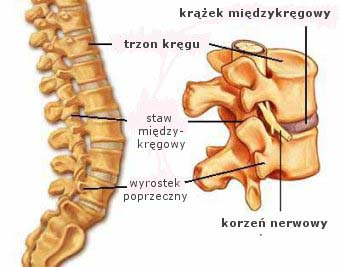 krążek międzykręgowy
trzon kręgu
staw
między-
kręgowy
wyrostek
poprzeczny
korzeń nerwowy